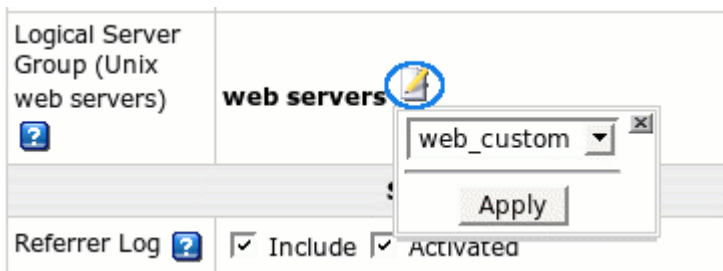 Logical Server
Group (Unix
web servers)
web servers
web_custom
Apply
S
Referrer Log
Include
Activated